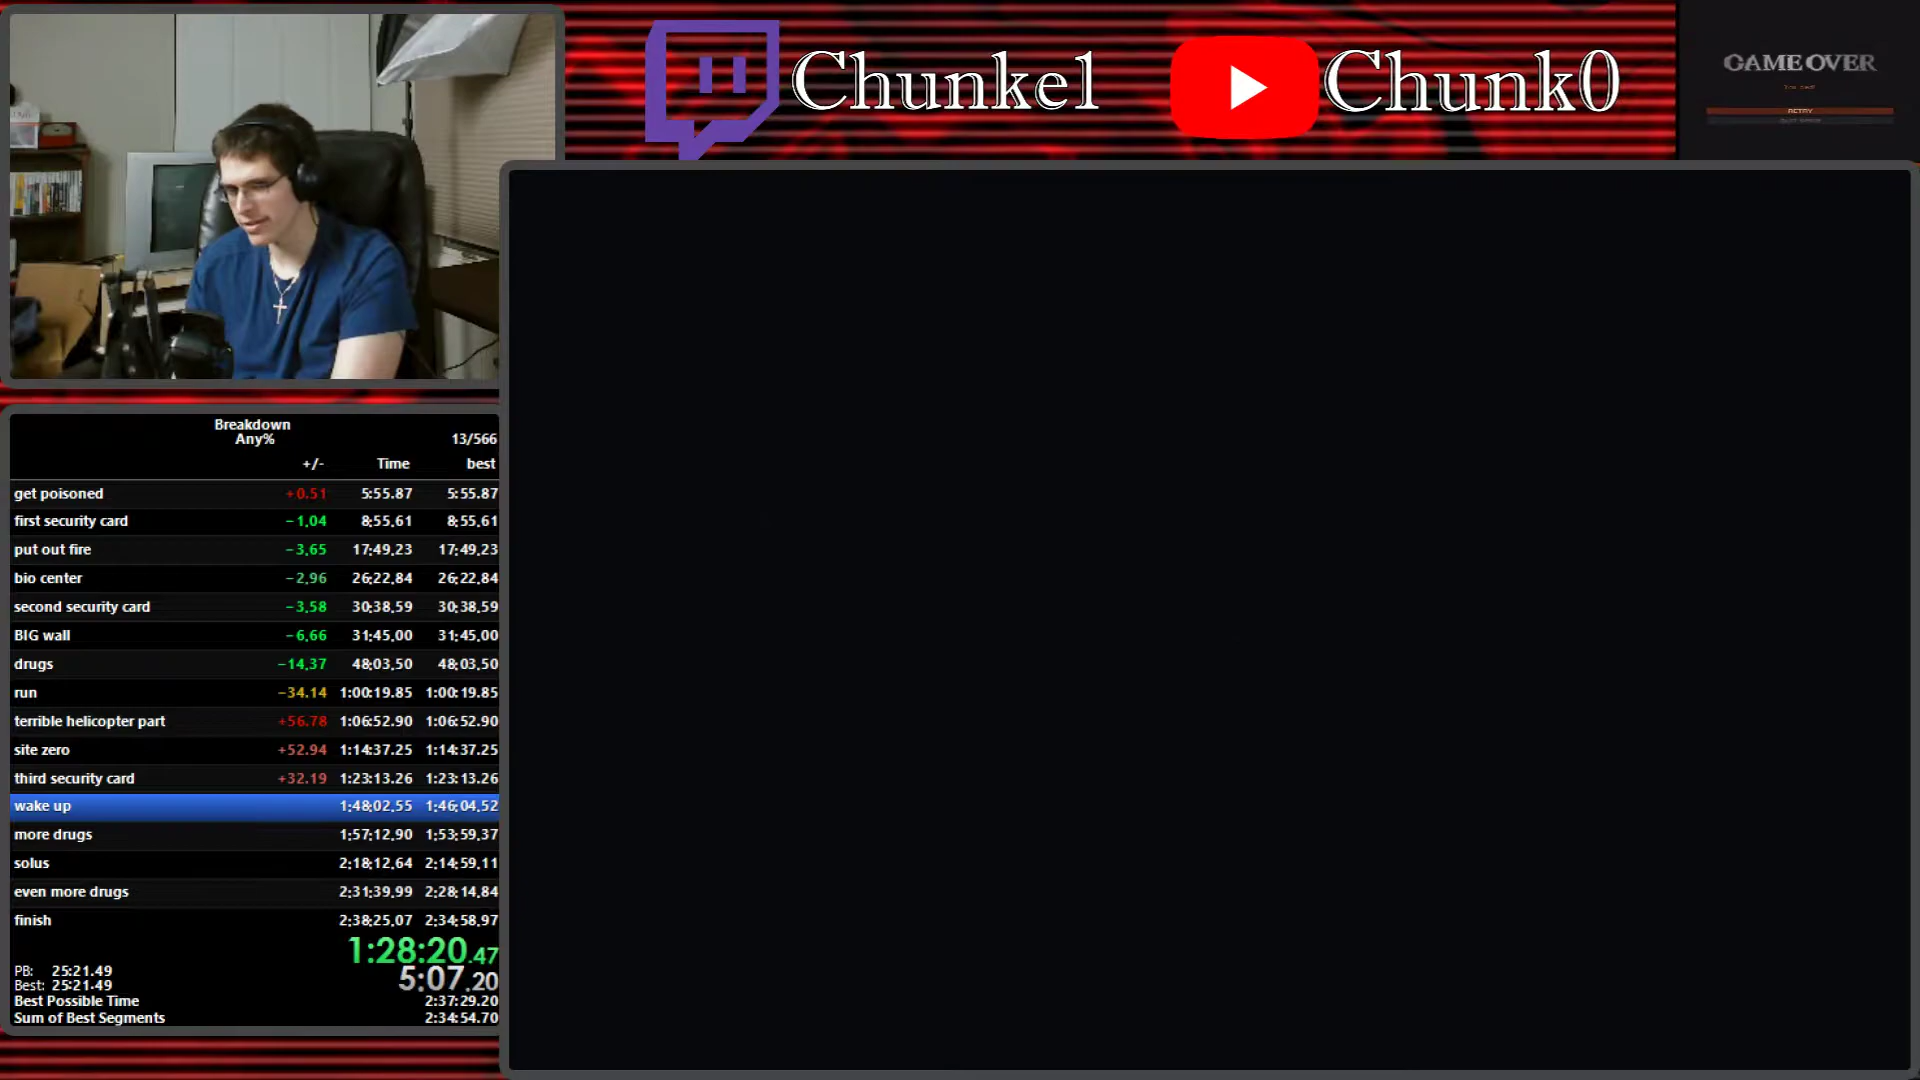 Chunke1
Chunk0
GAME OVER
RETRY
Breakdown
Any%
13/566
+/- Time best
get poisoned +0.51 5:55.87 5:55.87
first security card −1.04 8:55.61 8:55.61
put out fire −3.65 17:49.23 17:49.23
bio center −2.96 26:22.84 26:22.84
second security card −3.58 30:38.59 30:38.59
BIG wall −6.66 31:45.00 31:45.00
drugs −14.37 48:03.50 48:03.50
run −34.14 1:00:19.85 1:00:19.85
terrible helicopter part +56.78 1:06:52.90 1:06:52.90
site zero +52.94 1:14:37.25 1:14:37.25
third security card +32.19 1:23:13.26 1:23:13.26
wake up 1:48:02.55 1:46:04.52
more drugs 1:57:12.90 1:53:59.37
solus 2:18:12.64 2:14:59.11
even more drugs 2:31:39.99 2:28:14.84
finish 2:38:25.07 2:34:58.97
1:28:20.47
PB: 25:21.49
5:07.20
Best: 25:21.49
Best Possible Time 2:37:29.20
Sum of Best Segments 2:34:54.70